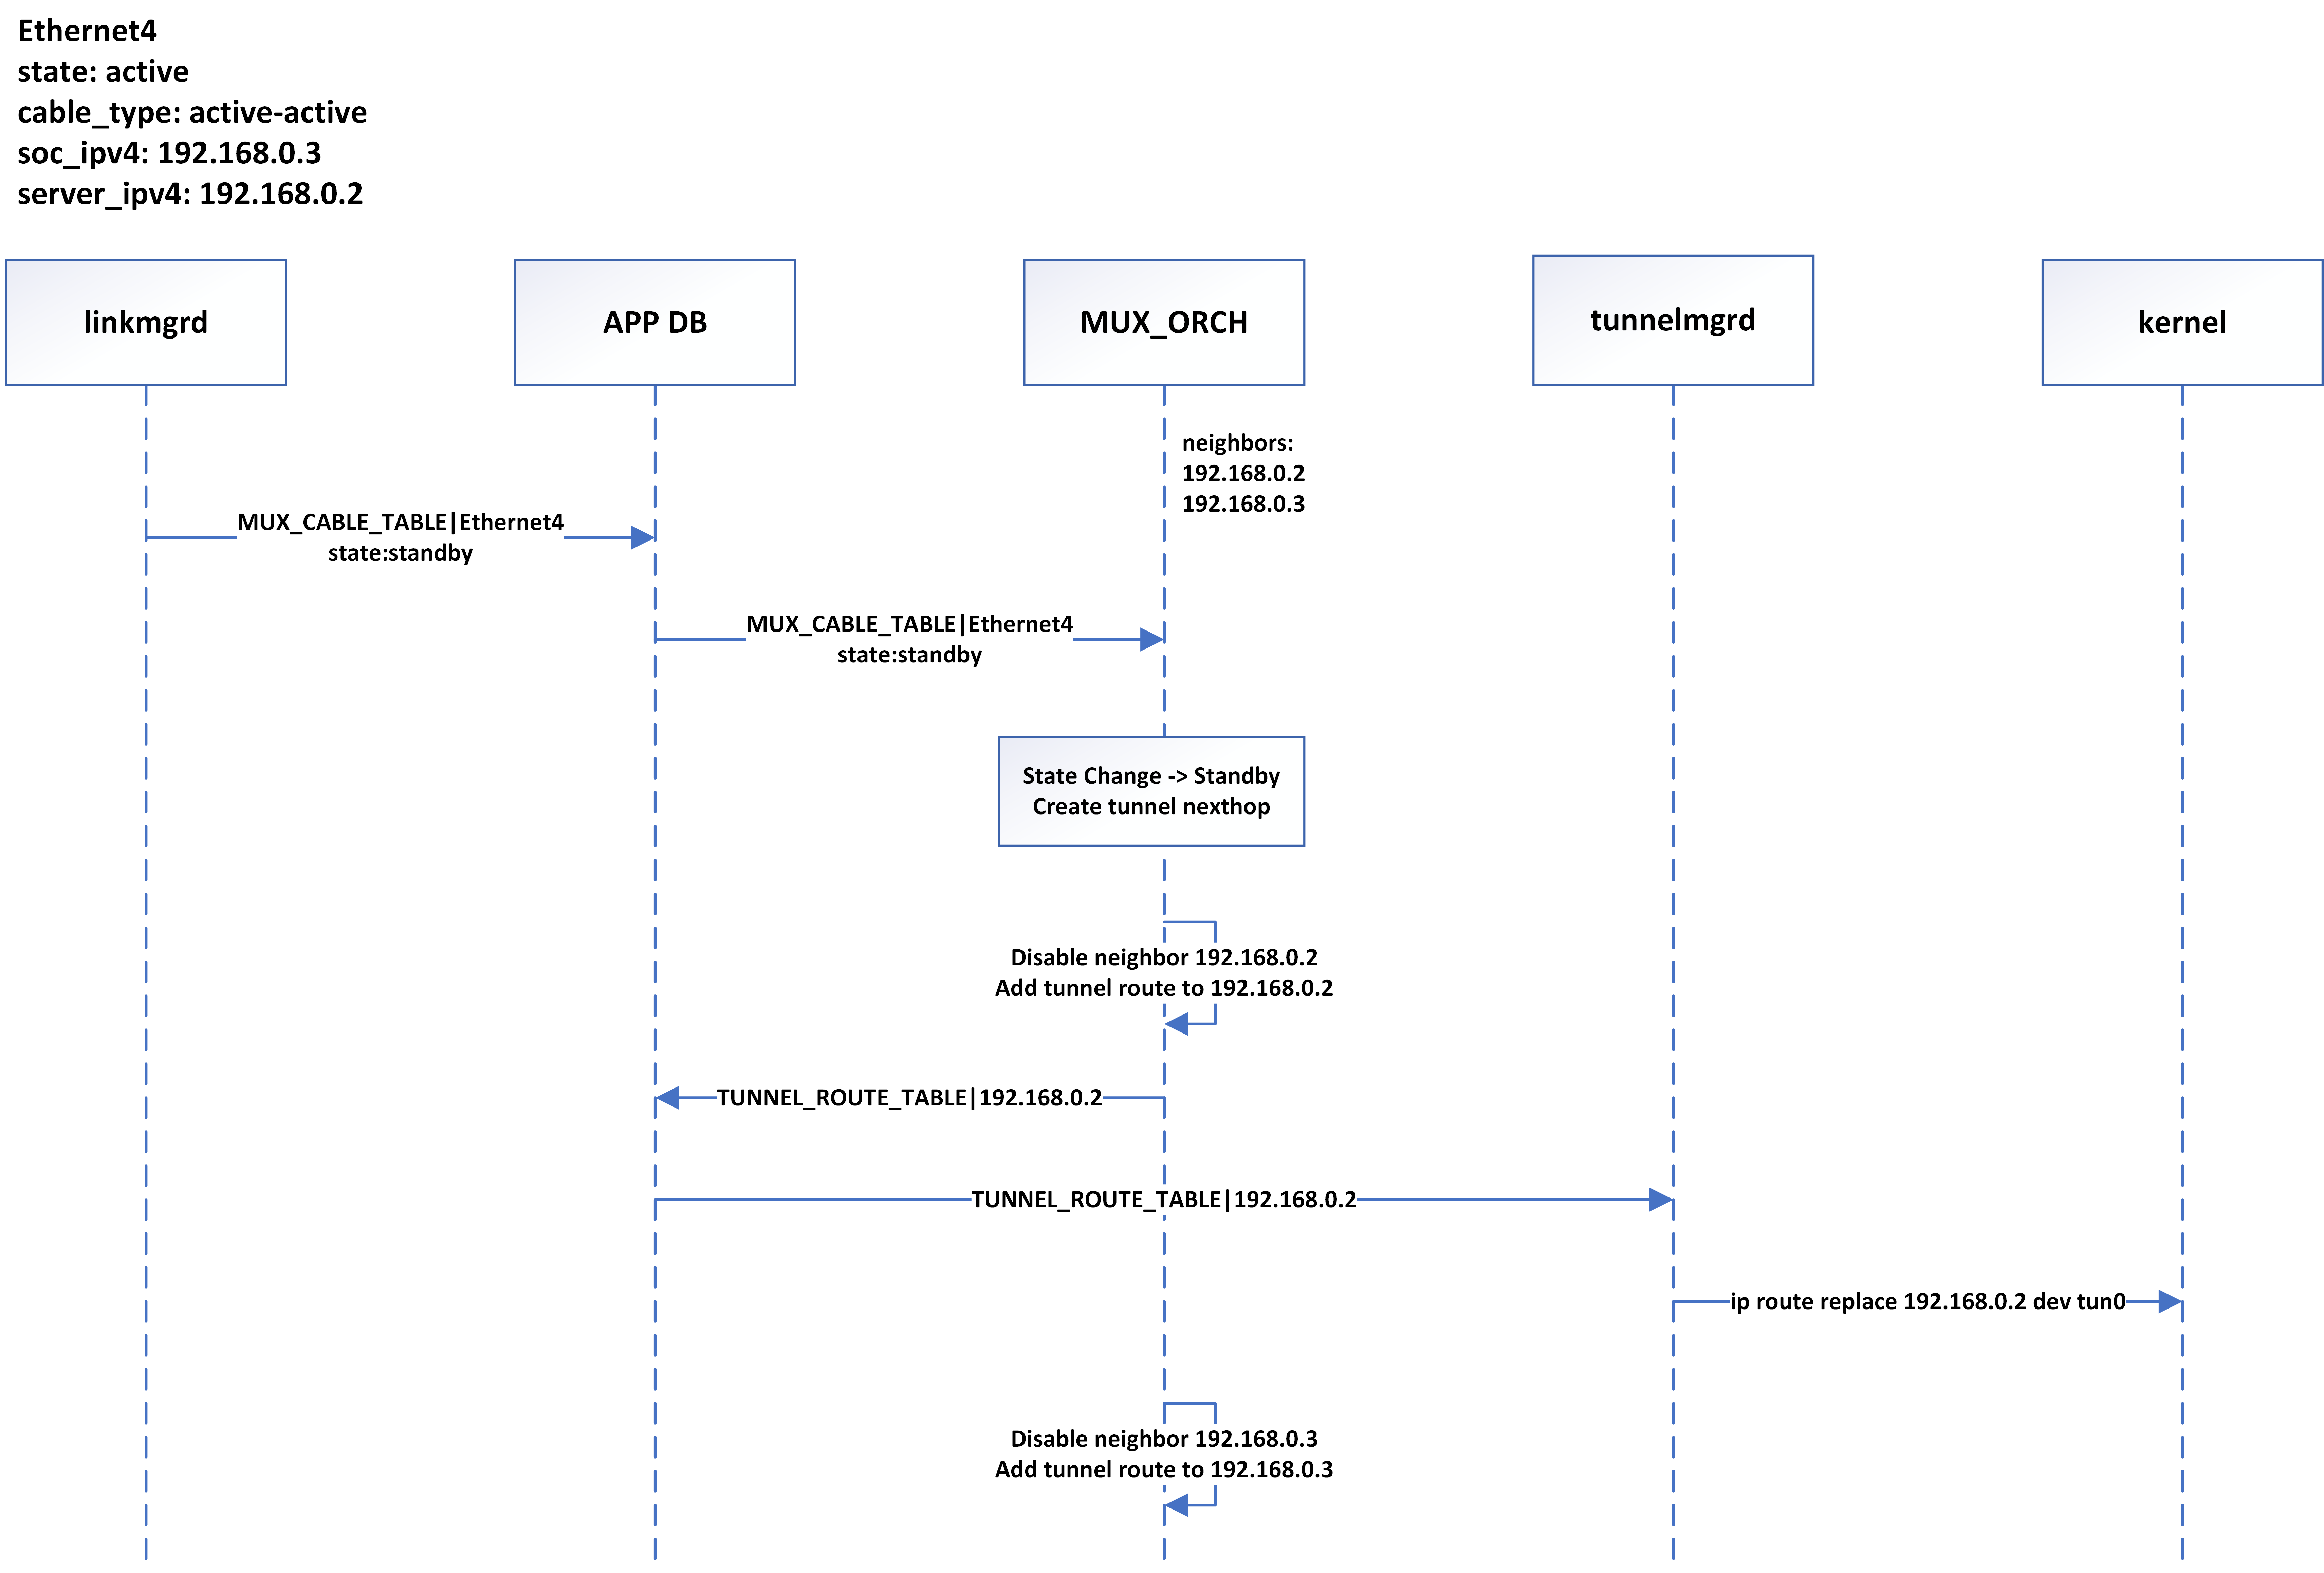 Ethernet4
state: active
cable_type: active-active
soc_ipv4: 192.168.0.3
server_ipv4: 192.168.0.2
linkmgrd
APP DB
MUX_ORCH
tunnelmgrd
kernel
neighbors:
192.168.0.2
192.168.0.3
MUX_CABLE_TABLE|Ethernet4
state:standby
MUX_CABLE_TABLE|Ethernet4
state:standby
State Change -> Standby
Create tunnel nexthop
Disable neighbor 192.168.0.2
Add tunnel route to 192.168.0.2
TUNNEL_ROUTE_TABLE|192.168.0.2
TUNNEL_ROUTE_TABLE|192.168.0.2
ip route replace 192.168.0.2 dev tun0
Disable neighbor 192.168.0.3
Add tunnel route to 192.168.0.3